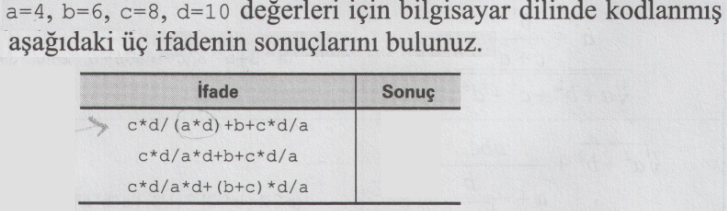 a=4, b=6, c=8, d=10 değerleri için bilgisayar dilinde kodlanmış
aşağıdaki üç ifadenin sonuçlarını bulunuz.
İfade Sonuç
c*d/(a*d)+b+c*d/a
c*d/a*d+b+c*d/a
c*d/a*d+(b+c)*d/a